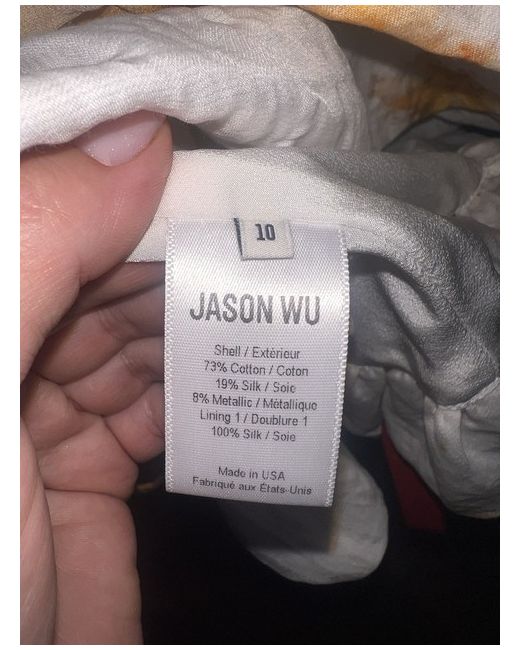 10
JASON WU
Shell / Extérieur
73% Cotton / Coton
19% Silk / Soie
8% Metallic / Métallique
Lining 1 / Doublure 1
100% Silk / Soie
Made in USA
Fabriqué aux États-Unis